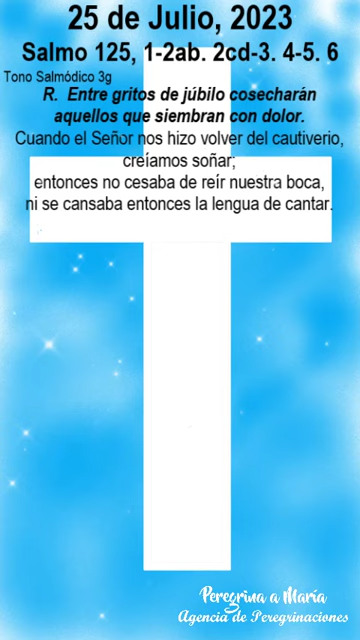 25 de Julio, 2023
Salmo 125, 1-2ab. 2cd-3. 4-5. 6
Tono Salmódico 3g
R. Entre gritos de júbilo cosecharán
aquellos que siembran con dolor.
Cuando el Señor nos hizo volver del cautiverio,
creíamos soñar;
entonces no cesaba de reír nuestra boca,
ni se cansaba entonces la lengua de cantar.
Peregrina a María
Agencia de Peregrinaciones